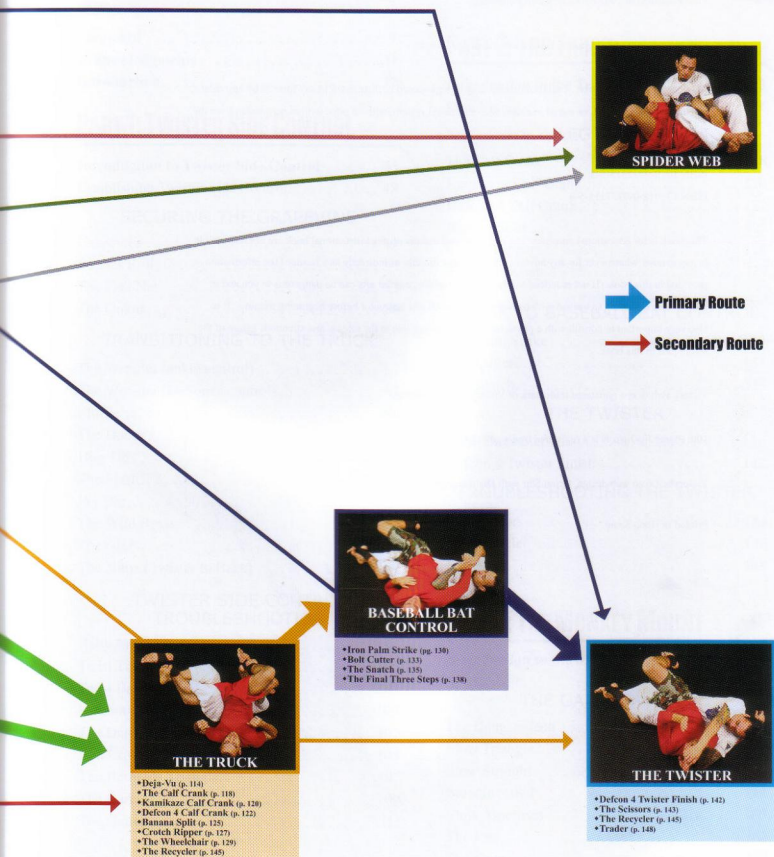 SPIDER WEB
Primary Route
Secondary Route
BASEBALL BAT
CONTROL
◆Iron Palm Strike (pg. 130)
◆Bolt Cutter (p. 133)
◆The Snatch (p. 135)
◆The Final Three Steps (p. 138)
THE TRUCK
◆Deja-Vu (p. 114)
◆The Calf Crank (p. 118)
◆Kamikaze Calf Crank (p. 120)
◆Defcon 4 Calf Crank (p. 122)
◆Banana Split (p. 125)
◆Crotch Ripper (p. 127)
◆The Wheelchair (p. 129)
◆The Recycler (p. 145)
THE TWISTER
◆Defcon 4 Twister Finish (p. 142)
◆The Scissors (p. 143)
◆The Recycler (p. 145)
◆Trader (p. 148)